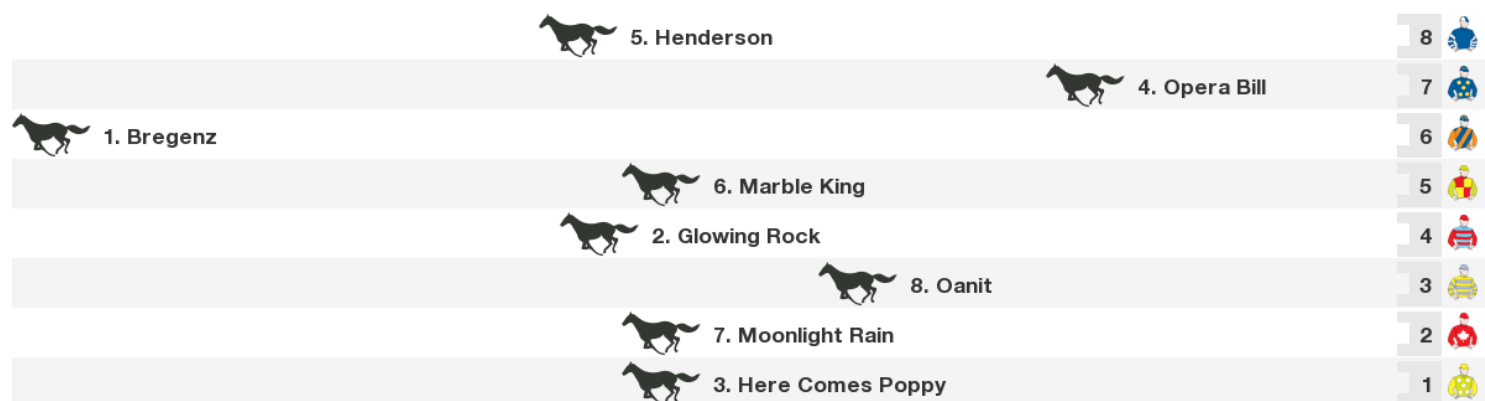 5. Henderson 8
4. Opera Bill 7
1. Bregenz 6
6. Marble King 5
2. Glowing Rock 4
8. Oanit 3
7. Moonlight Rain 2
3. Here Comes Poppy 1